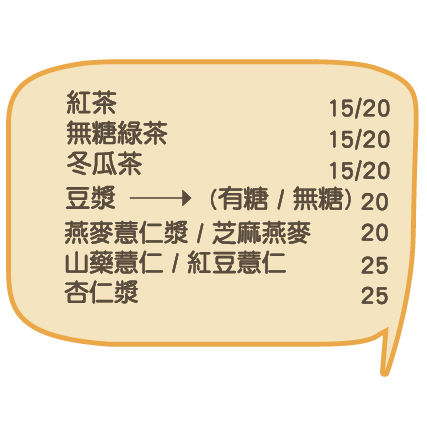 紅茶 15/20
無糖綠茶 15/20
冬瓜茶 15/20
豆漿 → (有糖 / 無糖) 20
燕麥薏仁漿 / 芝麻燕麥 20
山藥薏仁 / 紅豆薏仁 25
杏仁漿 25